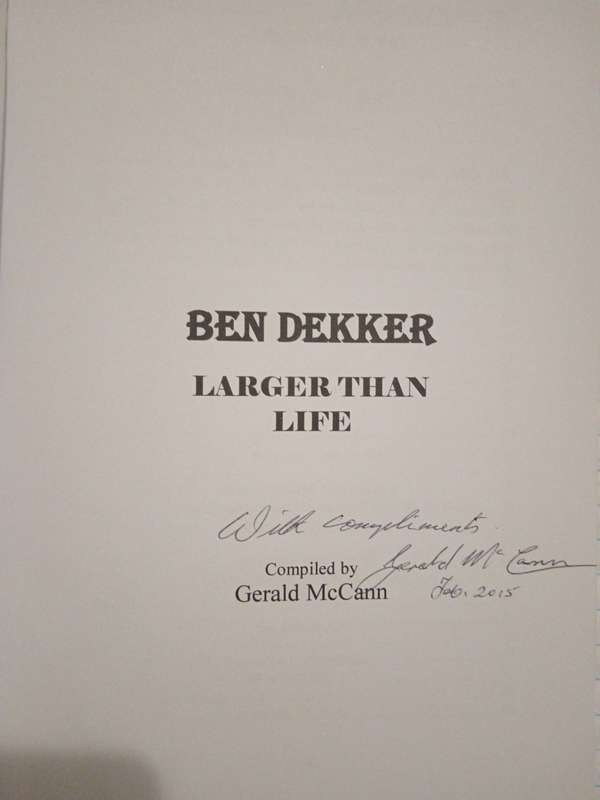 BEN DEKKER
LARGER THAN
LIFE
With compliments.
Compiled by Gerald McCann
Gerald McCann Feb. 2015